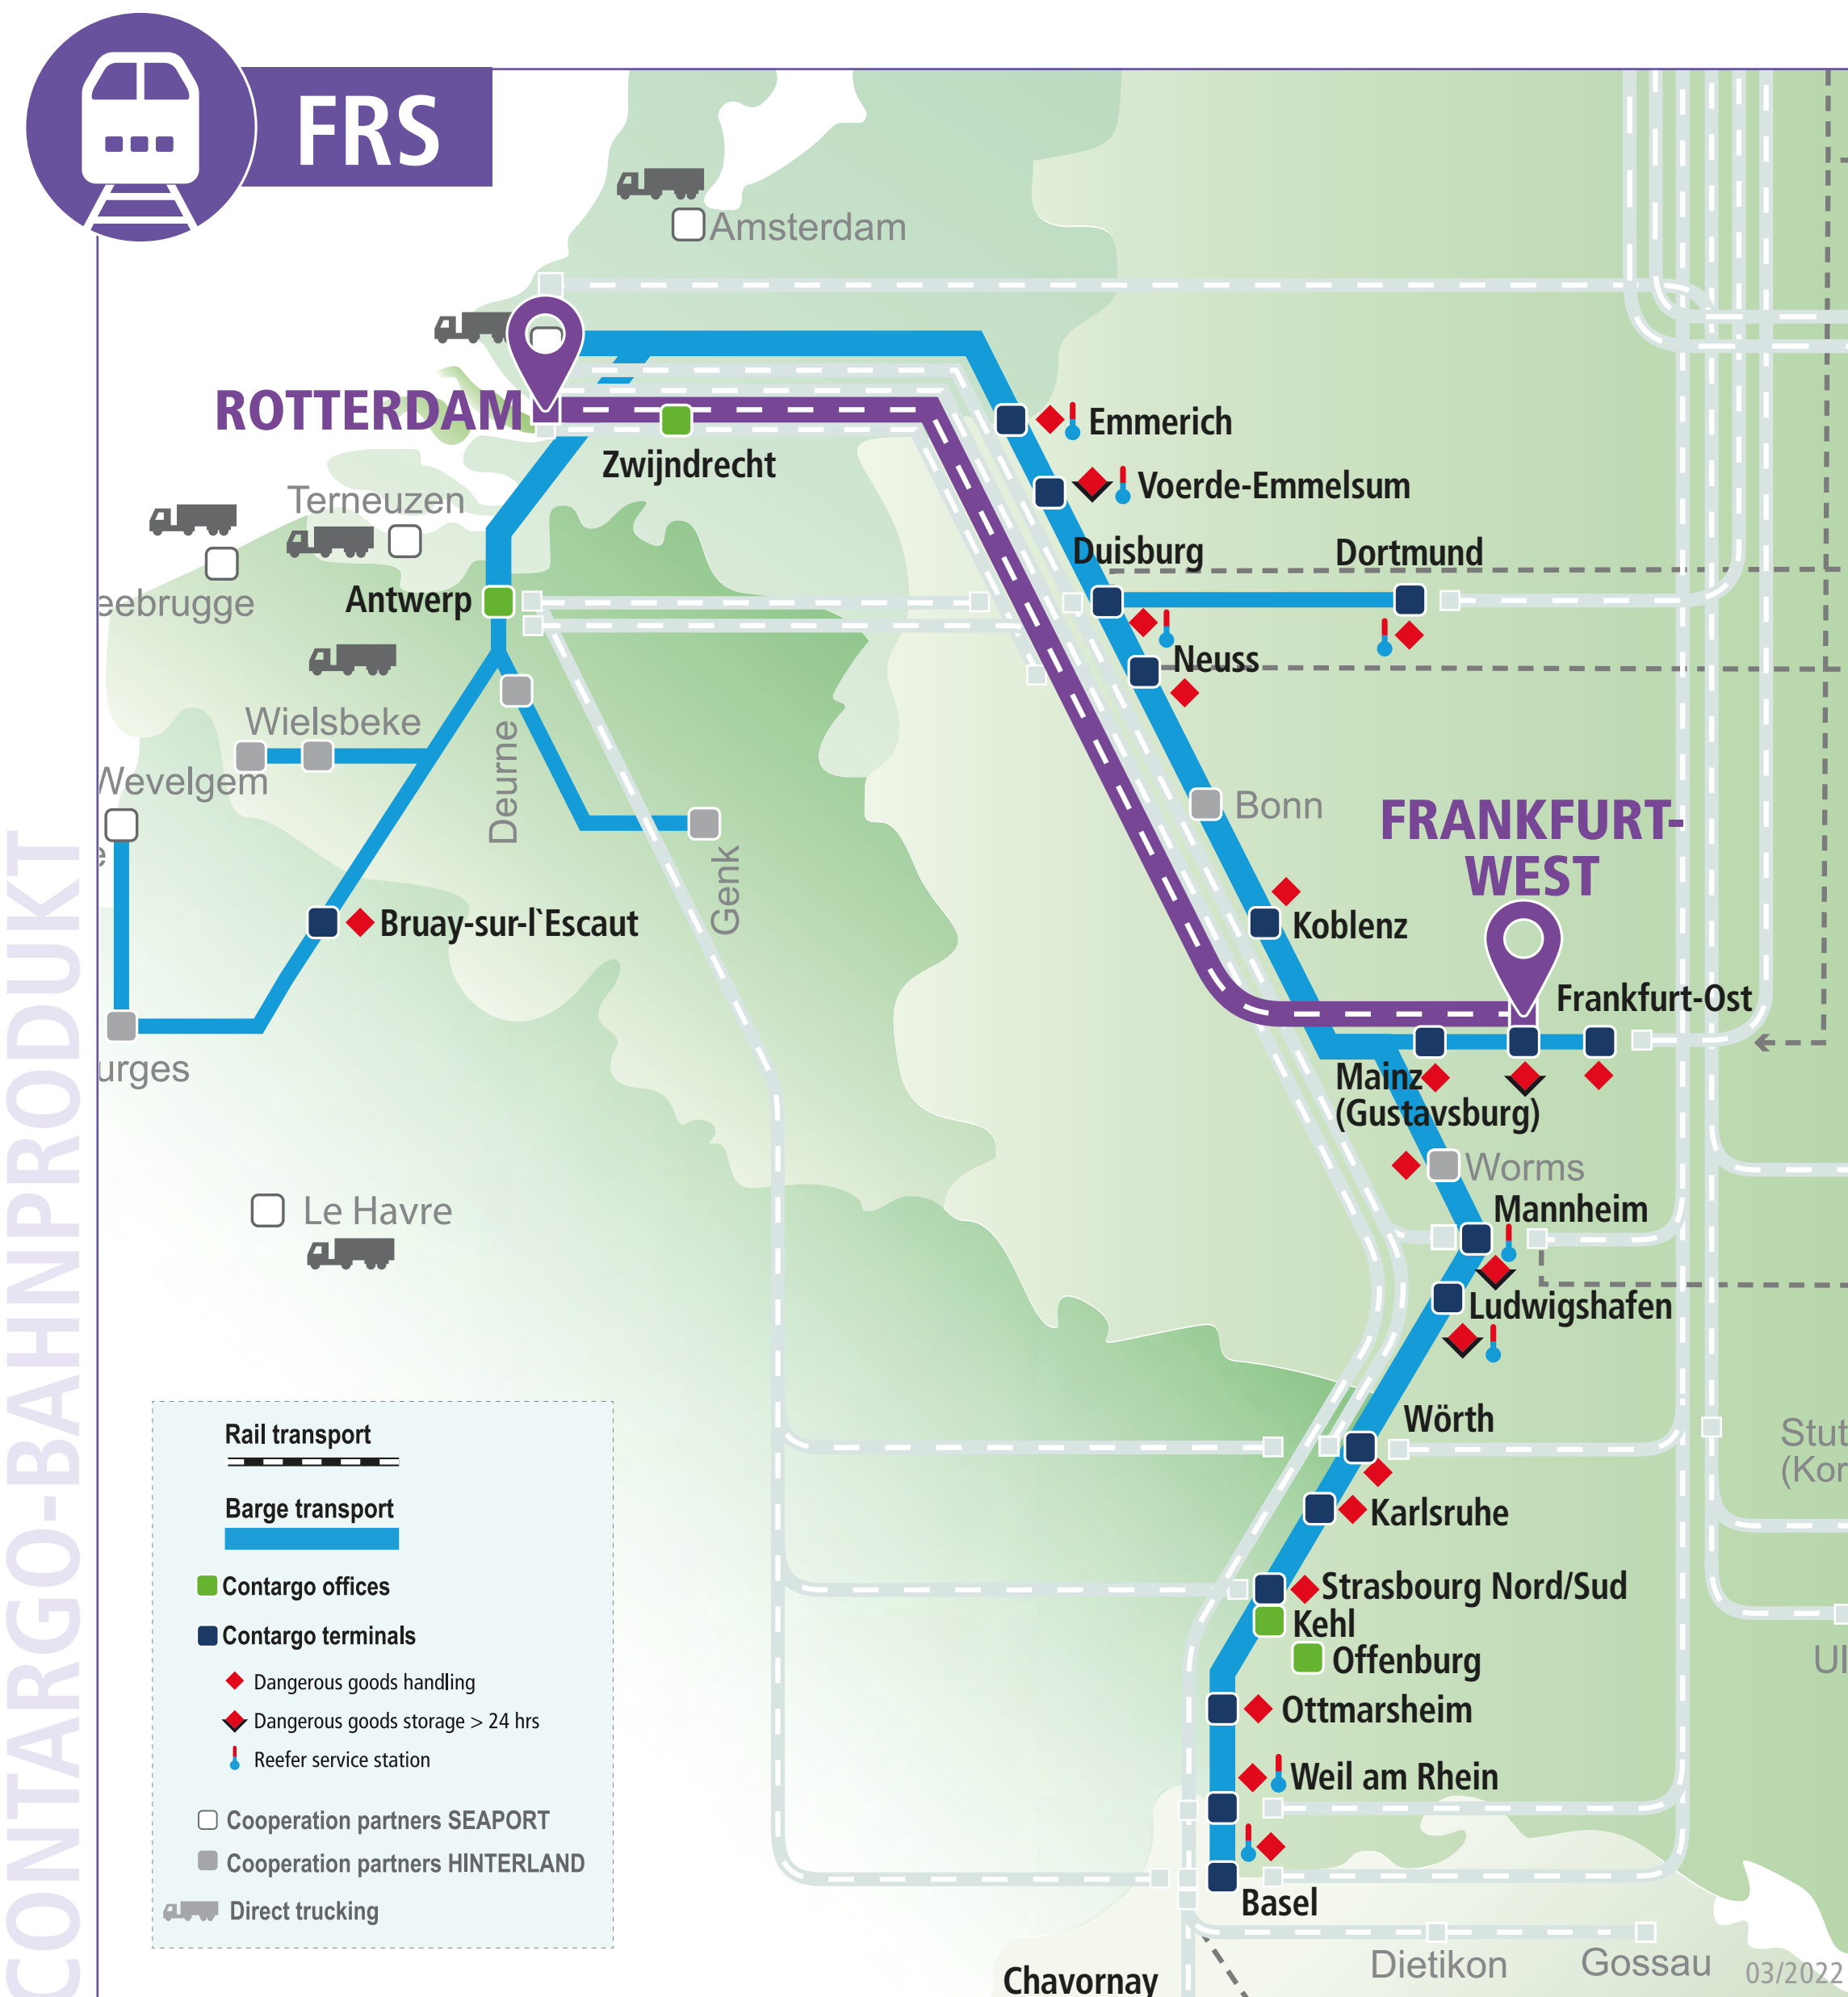 FRS
Amsterdam
ROTTERDAM
Zwijndrecht
Emmerich
Voerde-Emmelsum
Terneuzen
eebrugge
Antwerp
Duisburg
Dortmund
Neuss
Wielsbeke
Wevelgem
Deurne
Genk
Bonn
FRANKFURT-
WEST
e
Bruay-sur-l`Escaut
Koblenz
Frankfurt-Ost
urges
Mainz
(Gustavsburg)
Worms
Le Havre
Mannheim
Ludwigshafen
Wörth
Stut
(Kor
Karlsruhe
Strasbourg Nord/Sud
Kehl
Offenburg
Ul
Ottmarsheim
Weil am Rhein
Basel
Dietikon
Gossau
Chavornay
03/2022
Rail transport
Barge transport
Contargo offices
Contargo terminals
Dangerous goods handling
Dangerous goods storage > 24 hrs
Reefer service station
Cooperation partners SEAPORT
Cooperation partners HINTERLAND
Direct trucking
CONTARGO-BAHNPRODUKT